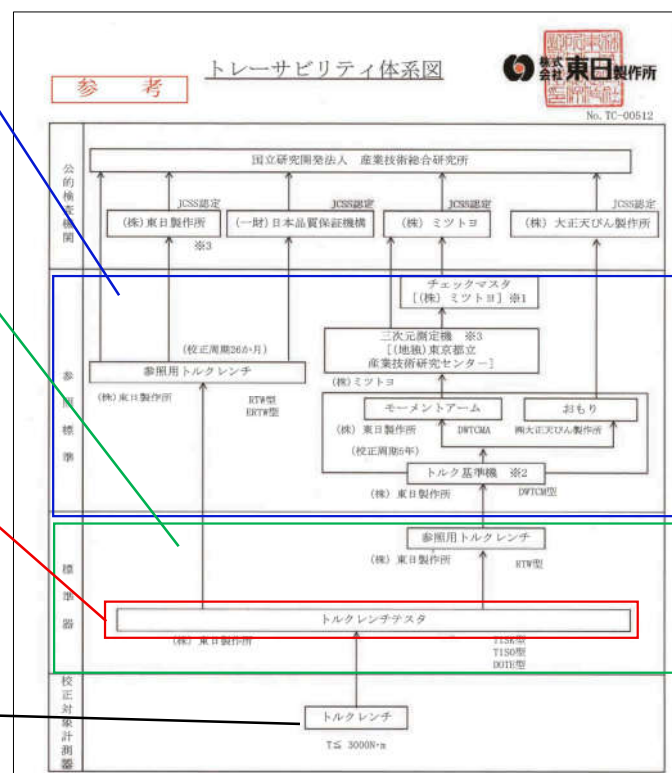 トレーサビリティ体系図
参 考
株式会社 東日製作所
No. TC-00512
公的検査機関
国立研究開発法人 産業技術総合研究所
JCSS認定
JCSS認定
JCSS認定
JCSS認定
(株)東日製作所
(一財)日本品質保証機構
(株) ミツトヨ
(株) 大正天びん製作所
※3
参照標準
チェックマスタ
[(株) ミツトヨ] ※1
三次元測定機 ※3
[(地独)東京都立
産業技術研究センター]
(株)ミツトヨ
(校正周期26か月)
参照用トルクレンチ
(株)東日製作所
RTW型
ERTW型
モーメントアーム
おもり
(株) 東日製作所
DWTCMA
㈱大正天びん製作所
(校正周期5年)
トルク基準機 ※2
(株) 東日製作所
DWTCM型
標準器
参照用トルクレンチ
(株) 東日製作所
RTW型
トルクレンチテスタ
(株) 東日製作所
DOTE型
校正対象計測器
トルクレンチ
T≦ 3000N・m